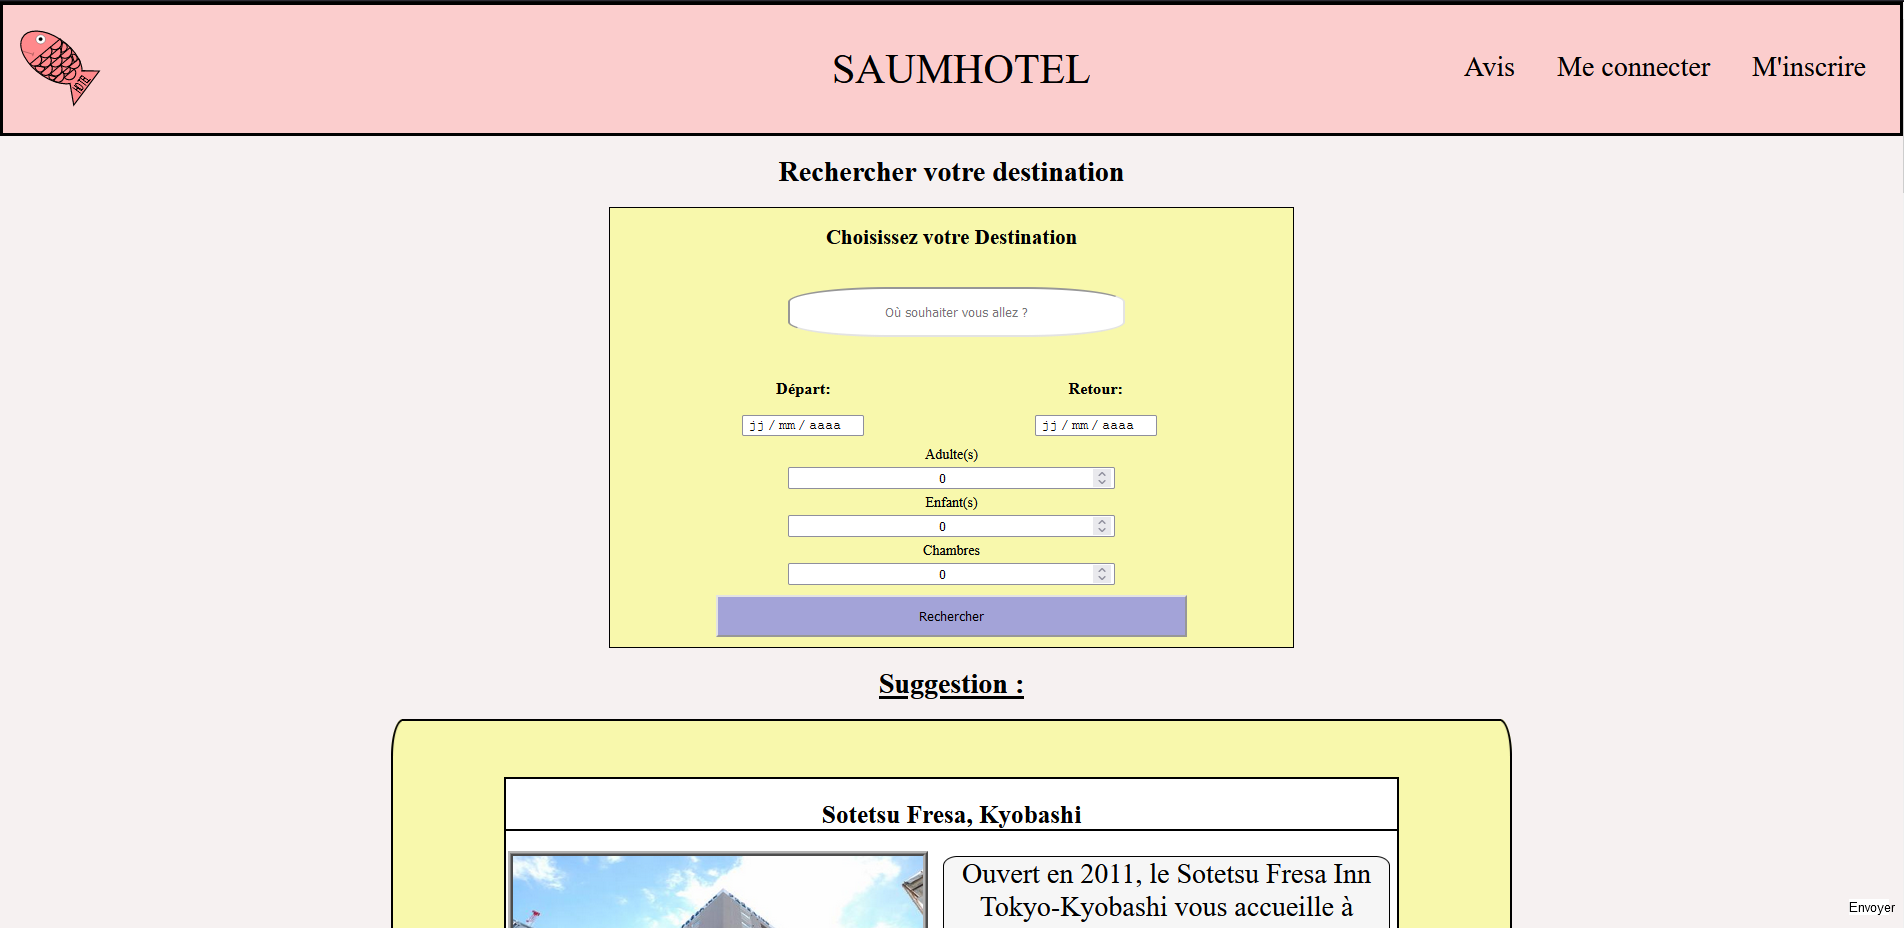 HOTEL
SAUMHOTEL
Avis Me connecter M'inscrire
Rechercher votre destination
Choisissez votre Destination
Où souhaiter vous allez ?
Départ: Retour:
jj / mm / aaaa jj / mm / aaaa
Adulte(s)
0
Enfant(s)
0
Chambres
0
Rechercher
Suggestion :
Sotetsu Fresa, Kyobashi
Ouvert en 2011, le Sotetsu Fresa Inn
Tokyo-Kyobashi vous accueille à
Envoyer